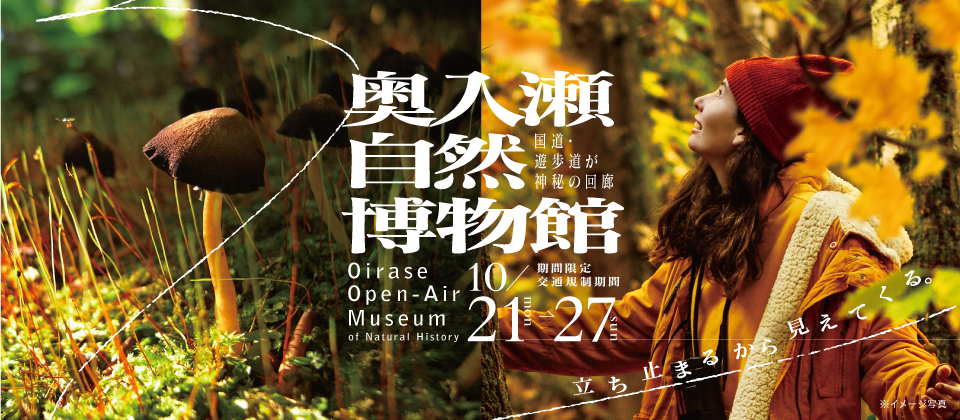 奥入瀬
自然
博物館
国道・
遊歩道が
神秘の回廊
Oirase
Open-Air
Museum
of Natural History
10/
21 mon — 27 sun
期間限定
交通規制期間
立ち止まるから見えてくる。
※イメージ写真